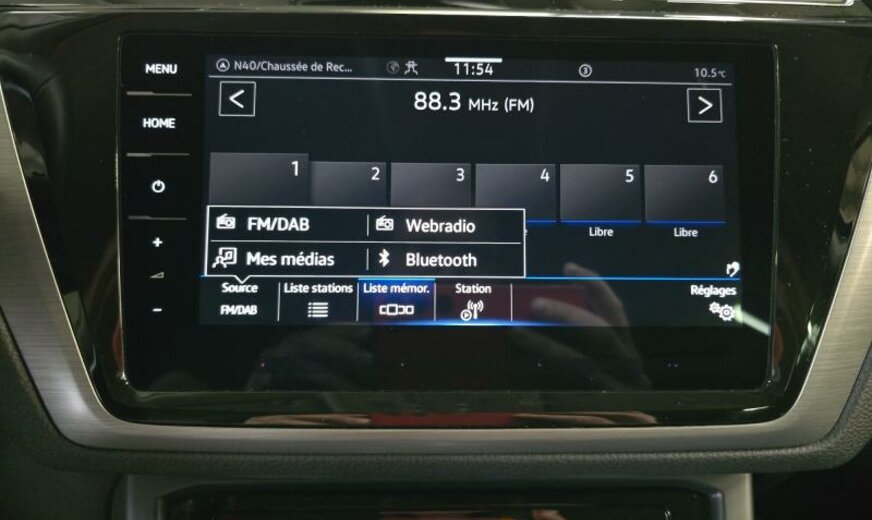 MENU
N40/Chaussée de Rec...
11:54
3
10.5°C
HOME
<
88.3 MHz (FM)
>
1 2 3 4 5 6
Libre Libre
FM/DAB Webradio
Mes médias Bluetooth
+
-
Source Liste stations Liste mémor. Station Réglages
FM/DAB